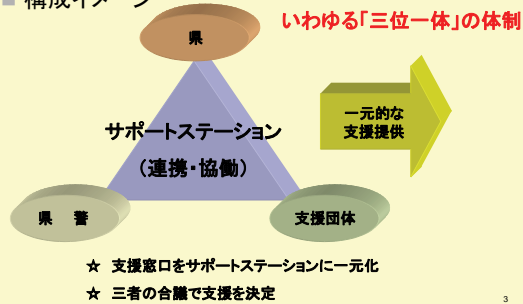 ■ 構成イメージ
いわゆる「三位一体」の体制
県
一元的な
支援提供
サポートステーション
(連携・協働)
県 警
支援団体
☆ 支援窓口をサポートステーションに一元化
☆ 三者の合議で支援を決定
3